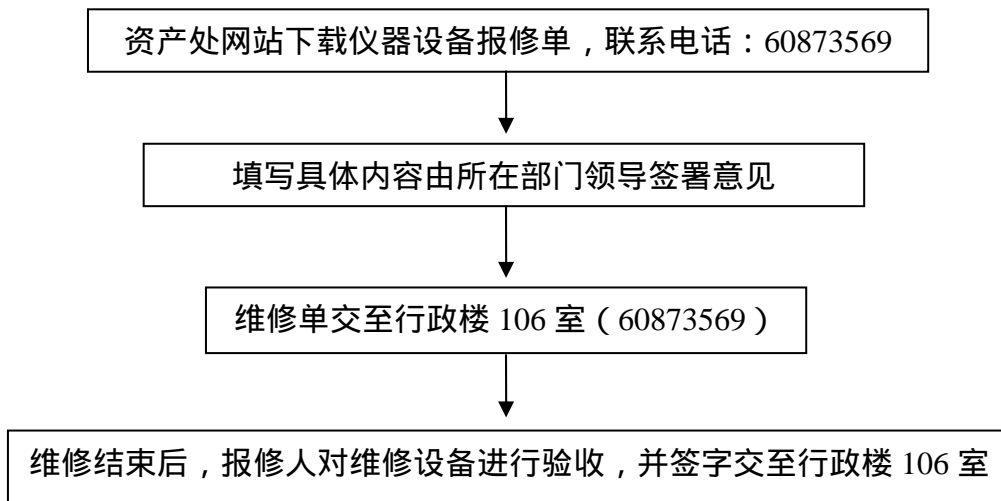 资产处网站下载仪器设备报修单，联系电话：60873569
填写具体内容由所在部门领导签署意见
维修单交至行政楼 106 室（60873569）
维修结束后，报修人对维修设备进行验收，并签字交至行政楼 106 室